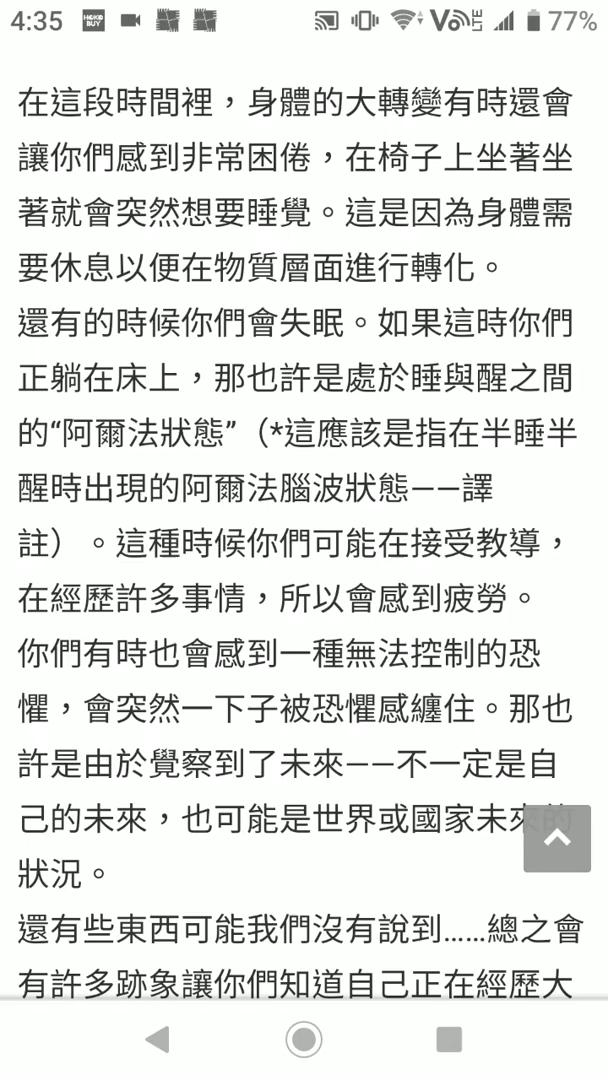 4:35
HOKO BUY
VoLTE
77%
在這段時間裡，身體的大轉變有時還會
讓你們感到非常困倦，在椅子上坐著坐
著就會突然想要睡覺。這是因為身體需
要休息以便在物質層面進行轉化。
還有的時候你們會失眠。如果這時你們
正躺在床上，那也許是處於睡與醒之間
的“阿爾法狀態”（*這應該是指在半睡半
醒時出現的阿爾法腦波狀態——譯
註）。這種時候你們可能在接受教導，
在經歷許多事情，所以會感到疲勞。
你們有時也會感到一種無法控制的恐
懼，會突然一下子被恐懼感纏住。那也
許是由於覺察到了未來——不一定是自
己的未來，也可能是世界或國家未來的
狀況。
還有些東西可能我們沒有說到……總之會
有許多跡象讓你們知道自己正在經歷大